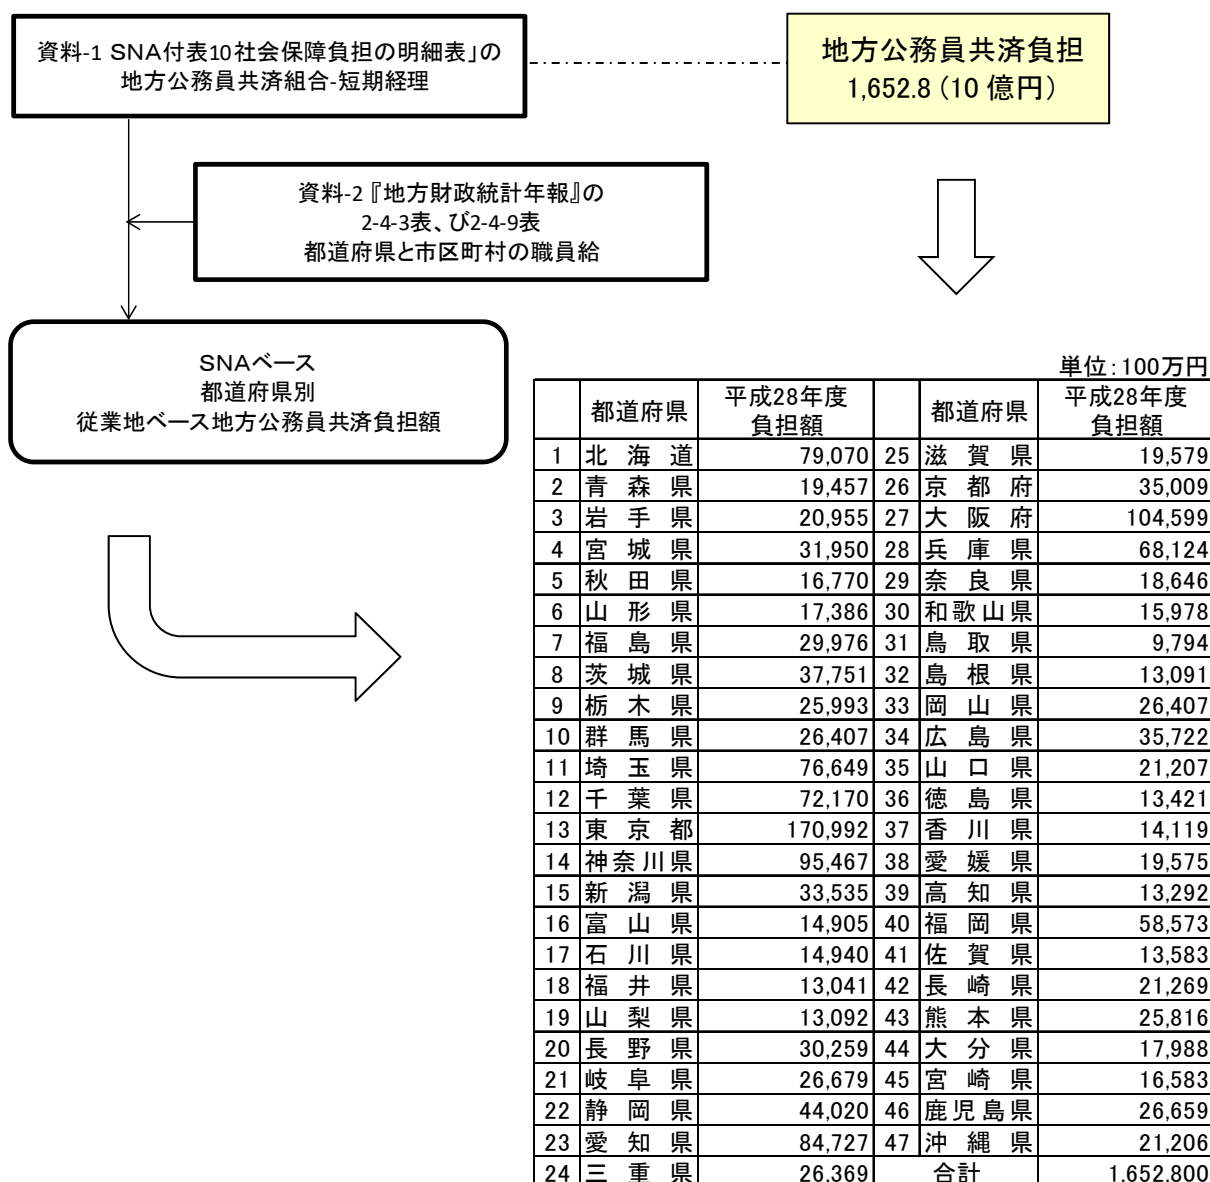 資料-1 SNA付表10社会保障負担の明細表」の
地方公務員共済組合-短期経理
地方公務員共済負担
1,652.8（10 億円）
資料-2『地方財政統計年報』の
2-4-3表、び2-4-9表
都道府県と市区町村の職員給
SNAベース
都道府県別
従業地ベース地方公務員共済負担額
単位：100万円
都道府県 平成28年度 負担額 都道府県 平成28年度 負担額
1 北海道 79,070 25 滋賀県 19,579
2 青森県 19,457 26 京都府 35,009
3 岩手県 20,955 27 大阪府 104,599
4 宮城県 31,950 28 兵庫県 68,124
5 秋田県 16,770 29 奈良県 18,646
6 山形県 17,386 30 和歌山県 15,978
7 福島県 29,976 31 鳥取県 9,794
8 茨城県 37,751 32 島根県 13,091
9 栃木県 25,993 33 岡山県 26,407
10 群馬県 26,407 34 広島県 35,722
11 埼玉県 76,649 35 山口県 21,207
12 千葉県 72,170 36 徳島県 13,421
13 東京都 170,992 37 香川県 14,119
14 神奈川県 95,467 38 愛媛県 19,575
15 新潟県 33,535 39 高知県 13,292
16 富山県 14,905 40 福岡県 58,573
17 石川県 14,940 41 佐賀県 13,583
18 福井県 13,041 42 長崎県 21,269
19 山梨県 13,092 43 熊本県 25,816
20 長野県 30,259 44 大分県 17,988
21 岐阜県 26,679 45 宮崎県 16,583
22 静岡県 44,020 46 鹿児島県 26,659
23 愛知県 84,727 47 沖縄県 21,206
24 三重県 26,369 合計 1,652,800